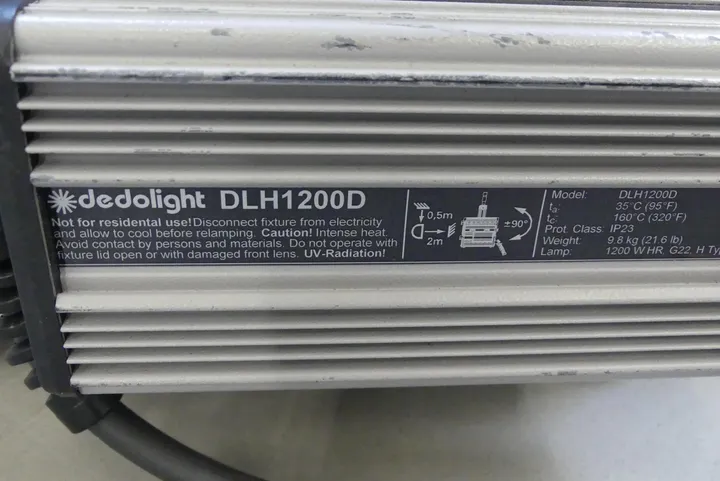 dedolight DLH1200D
Not for residental use! Disconnect fixture from electricity
and allow to cool before relamping. Caution! Intense heat.
Avoid contact by persons and materials. Do not operate with
fixture lid open or with damaged front lens. UV-Radiation!
0,5m
2m
±90°
Model: DLH1200D
ta: 35°C (95°F)
tc: 160°C (320°F)
Prot. Class: IP23
Weight: 9.8 kg (21.6 lb)
Lamp: 1200 W HR, G22, H Typ